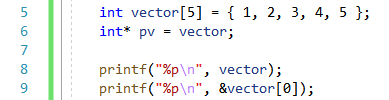 5 int vector[5] = { 1, 2, 3, 4, 5 };
6 int* pv = vector;
7
8 printf("%p\n", vector);
9 printf("%p\n", &vector[0]);